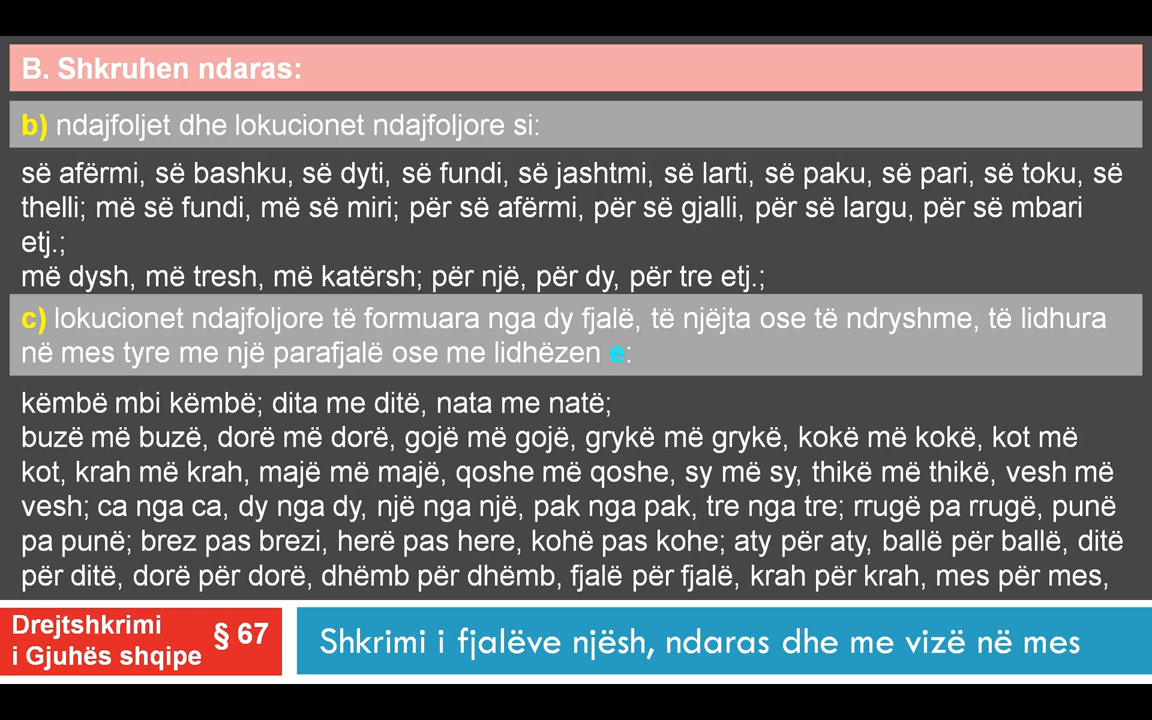 B. Shkruhen ndaras:
b) ndajfoljet dhe lokucionet ndajfoljore si:
së afërmi, së bashku, së dyti, së fundi, së jashtmi, së larti, së paku, së pari, së toku, së
thelli; më së fundi, më së miri; për së afërmi, për së gjalli, për së largu, për së mbari
etj.;
më dysh, më tresh, më katërsh; për një, për dy, për tre etj.;
c) lokucionet ndajfoljore të formuara nga dy fjalë, të njëjta ose të ndryshme, të lidhura
në mes tyre me një parafjalë ose me lidhëzen e:
këmbë mbi këmbë; dita me ditë, nata me natë;
buzë më buzë, dorë më dorë, gojë më gojë, grykë më grykë, kokë më kokë, kot më
kot, krah më krah, majë më majë, qoshe më qoshe, sy më sy, thikë më thikë, vesh më
vesh; ca nga ca, dy nga dy, një nga një, pak nga pak, tre nga tre; rrugë pa rrugë, punë
pa punë; brez pas brezi, herë pas here, kohë pas kohe; aty për aty, ballë për ballë, ditë
për ditë, dorë për dorë, dhëmb për dhëmb, fjalë për fjalë, krah për krah, mes për mes,
Drejtshkrimi
i Gjuhës shqipe
§ 67
Shkrimi i fjalëve njësh, ndaras dhe me vizë në mes